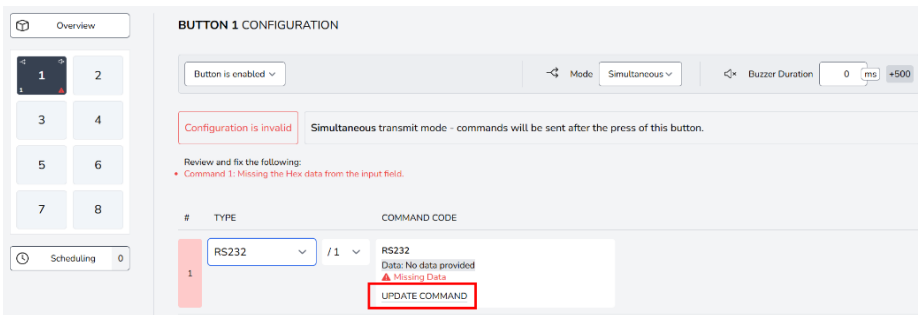 Overview
BUTTON 1 CONFIGURATION
1
1
2
Button is enabled
Mode
Simultaneous
Buzzer Duration
0
ms
+500
3
4
Configuration is invalid
Simultaneous transmit mode - commands will be sent after the press of this button.
5
6
Review and fix the following:
Command 1: Missing the Hex data from the input field.
7
8
# TYPE COMMAND CODE
Scheduling 0
1
RS232
/ 1
RS232
Data: No data provided
Missing Data
UPDATE COMMAND